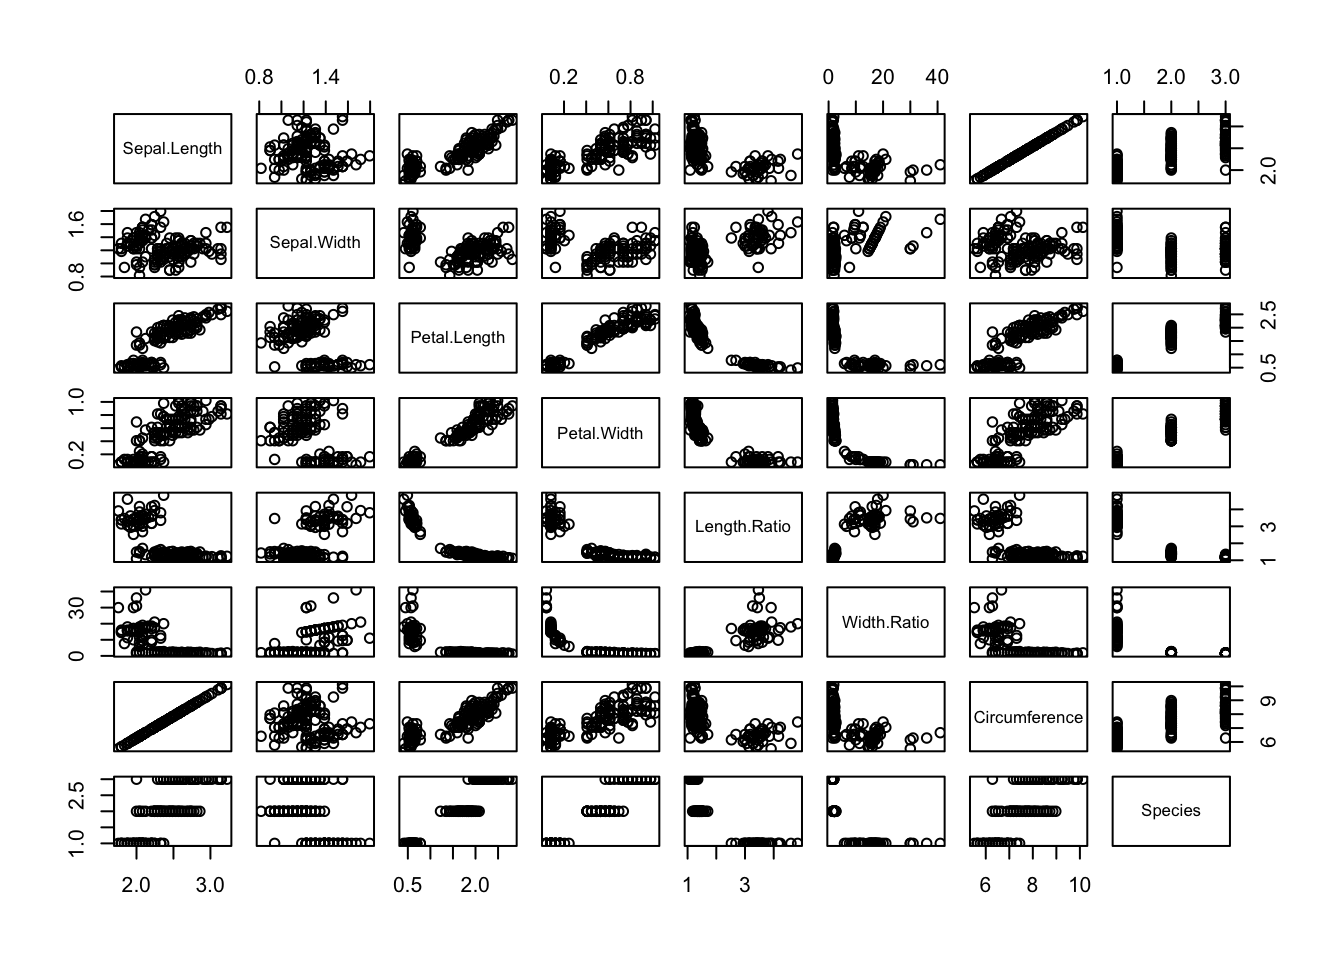 0.8 1.4 0.2 0.8 0 20 40 1.0 2.0 3.0
Sepal.Length 2.0
0.8 1.6 Sepal.Width
Petal.Length 0.5 2.5
0.2 1.0 Petal.Width
Length.Ratio 1 3
0 30 Width.Ratio
Circumference 6 9
1.0 2.5 Species
2.0 3.0 0.5 2.0 1 3 6 8 10